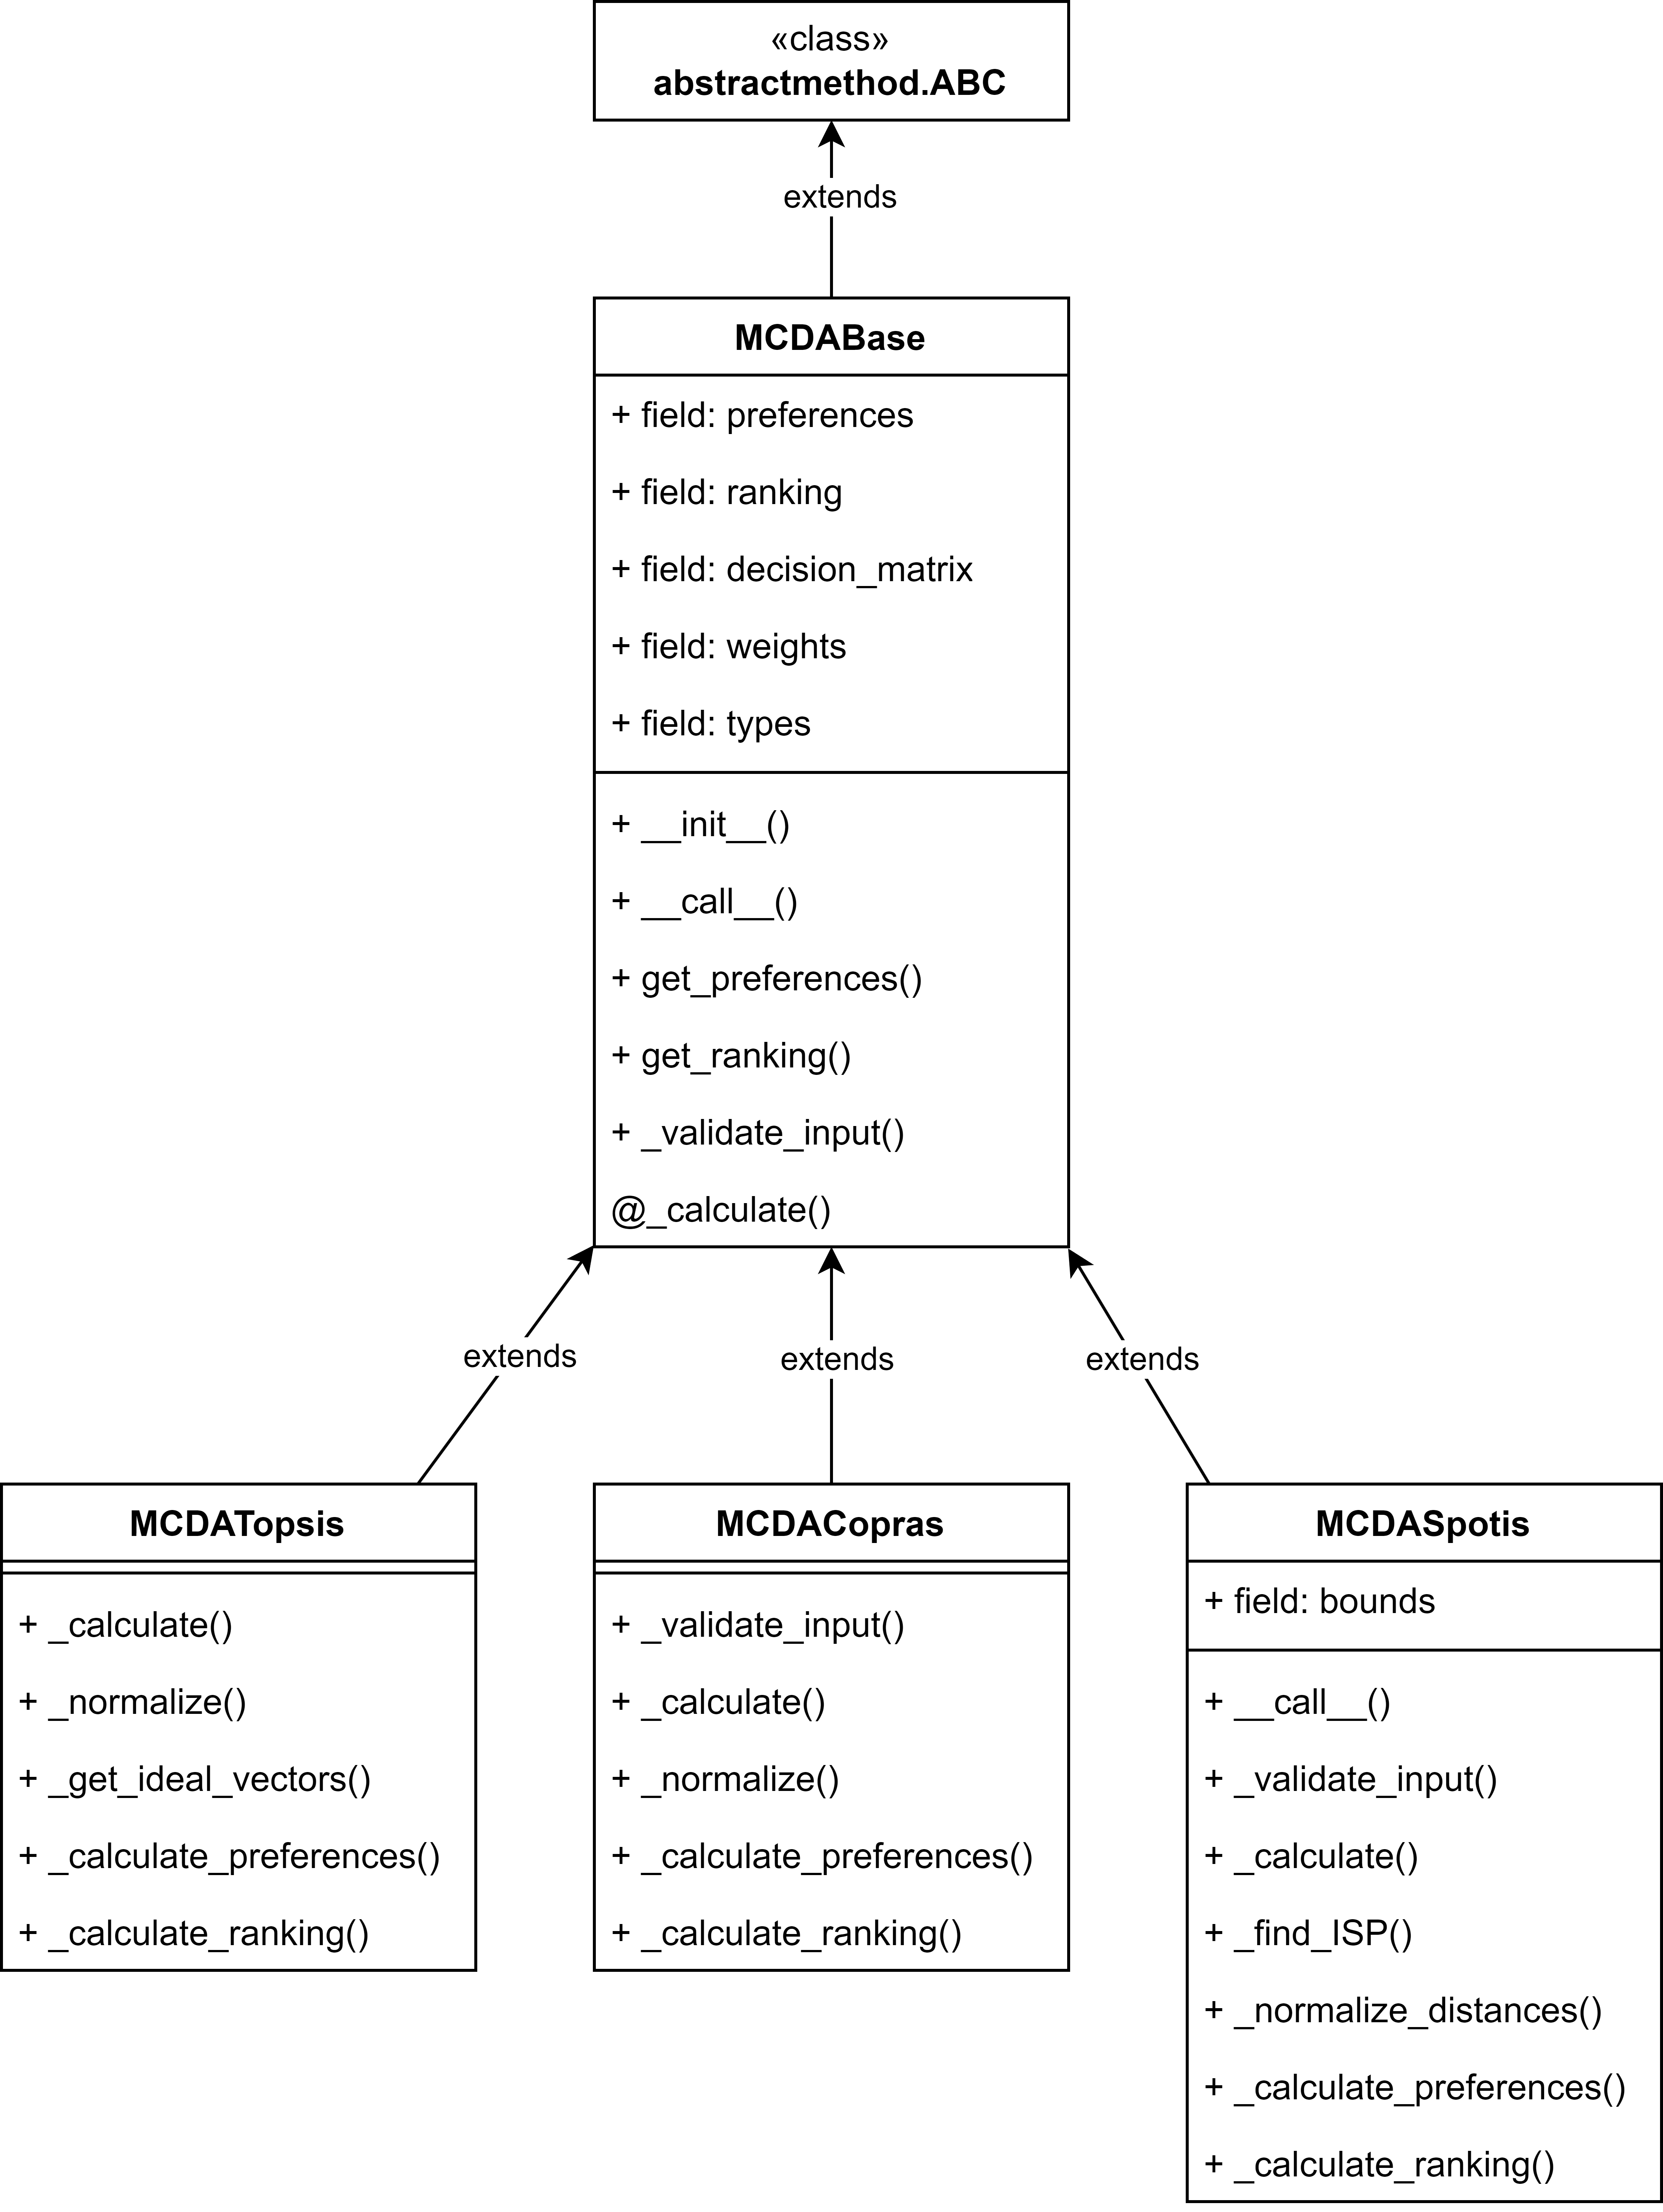 «class»
abstractmethod.ABC
extends
MCDABase
+ field: preferences
+ field: ranking
+ field: decision_matrix
+ field: weights
+ field: types
+ __init__()
+ __call__()
+ get_preferences()
+ get_ranking()
+ _validate_input()
@_calculate()
extends
extends
extends
MCDATopsis
+ _calculate()
+ _normalize()
+ _get_ideal_vectors()
+ _calculate_preferences()
+ _calculate_ranking()
MCDACopras
+ _validate_input()
+ _calculate()
+ _normalize()
+ _calculate_preferences()
+ _calculate_ranking()
MCDASpotis
+ field: bounds
+ __call__()
+ _validate_input()
+ _calculate()
+ _find_ISP()
+ _normalize_distances()
+ _calculate_preferences()
+ _calculate_ranking()